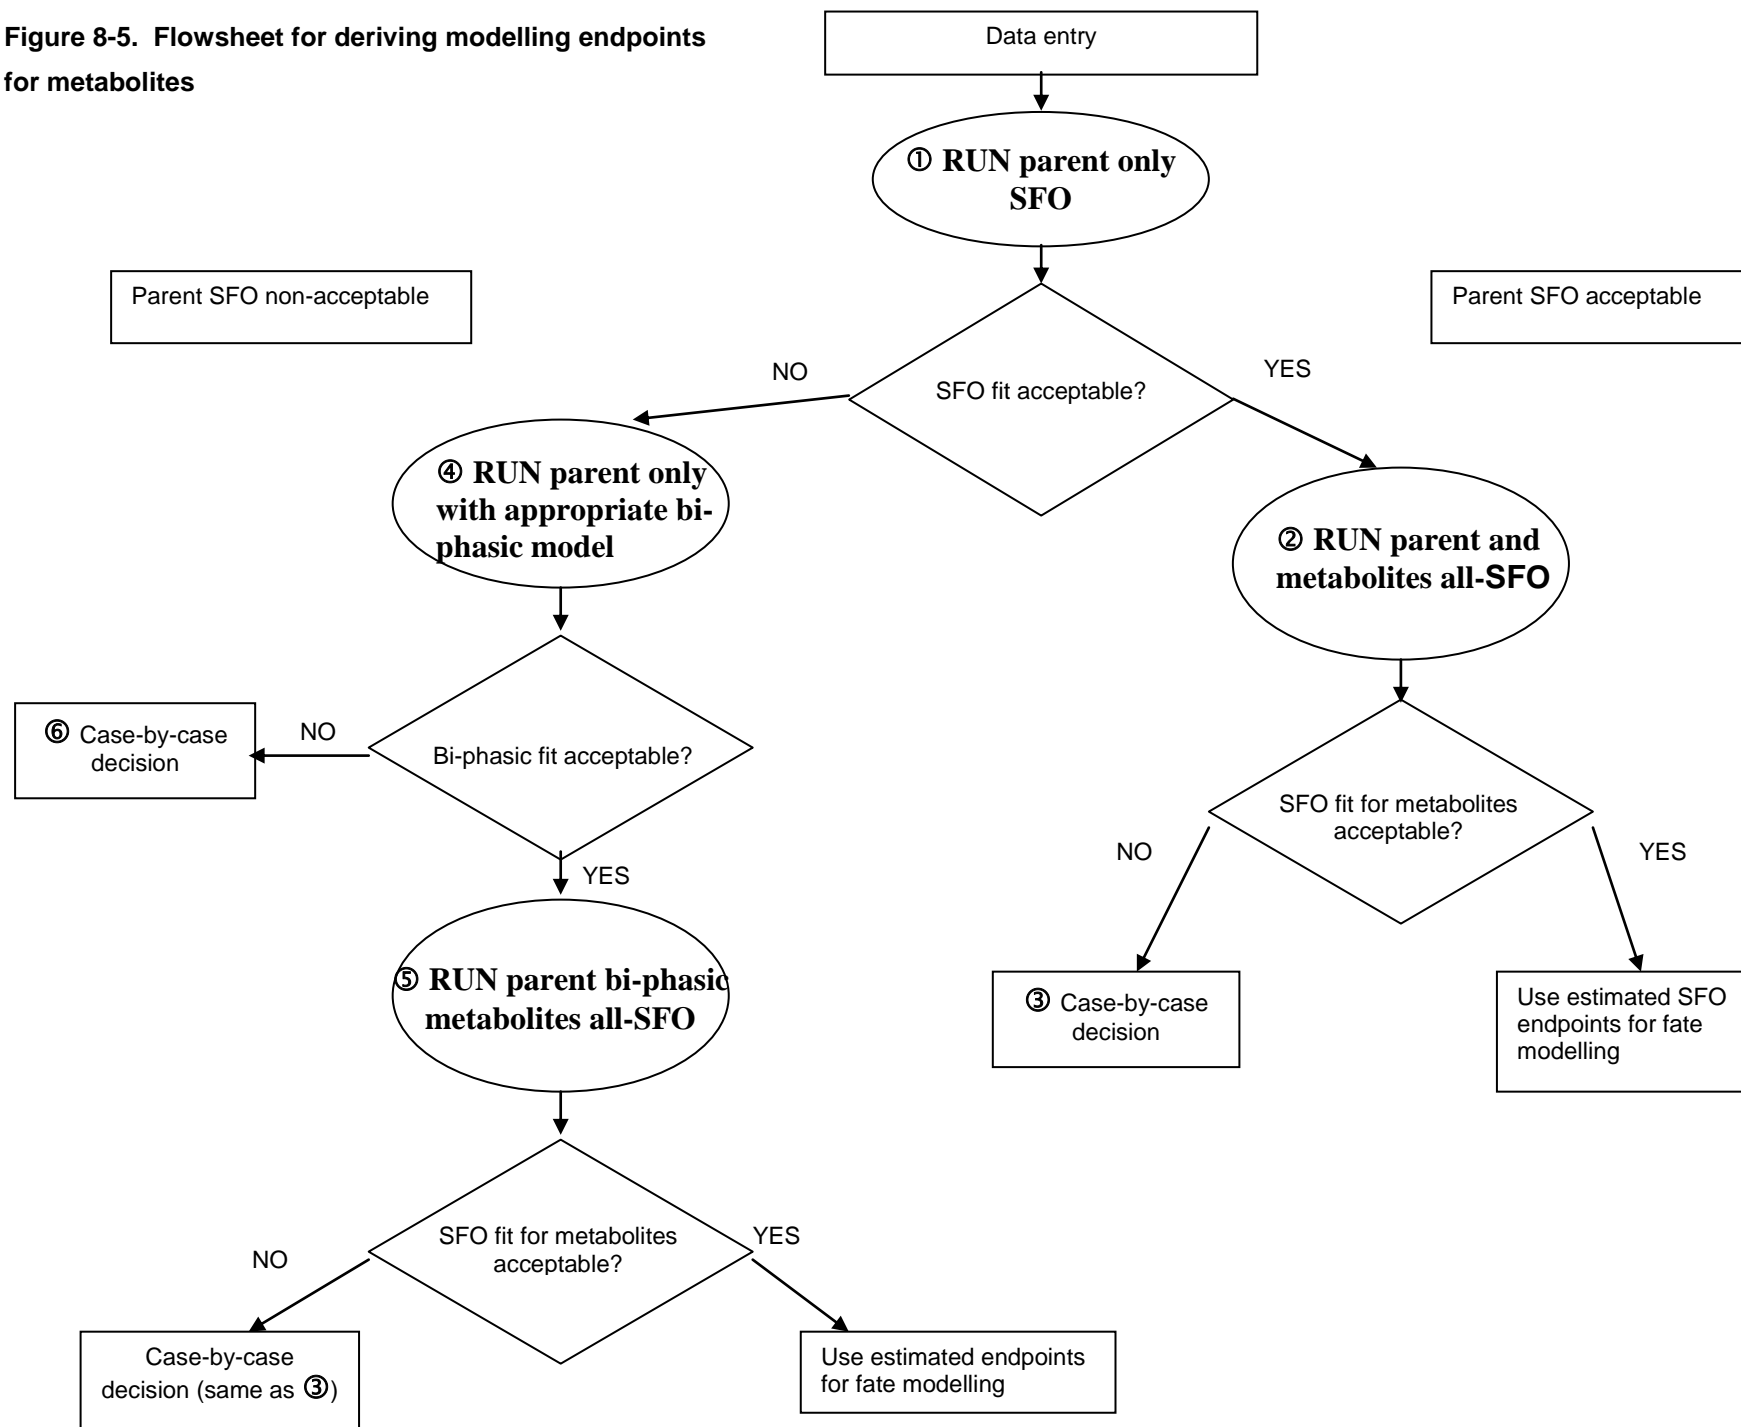 Figure 8-5.  Flowsheet for deriving modelling endpoints
for metabolites
Data entry
① RUN parent only
SFO
Parent SFO non-acceptable
Parent SFO acceptable
NO
SFO fit acceptable?
YES
④ RUN parent only
with appropriate bi-
phasic model
② RUN parent and
metabolites all-SFO
⑥ Case-by-case
decision
NO
Bi-phasic fit acceptable?
YES
SFO fit for metabolites
acceptable?
NO
YES
⑤ RUN parent bi-phasic
metabolites all-SFO
③ Case-by-case
decision
Use estimated SFO
endpoints for fate
modelling
SFO fit for metabolites
acceptable?
NO
YES
Case-by-case
decision (same as ③)
Use estimated endpoints
for fate modelling